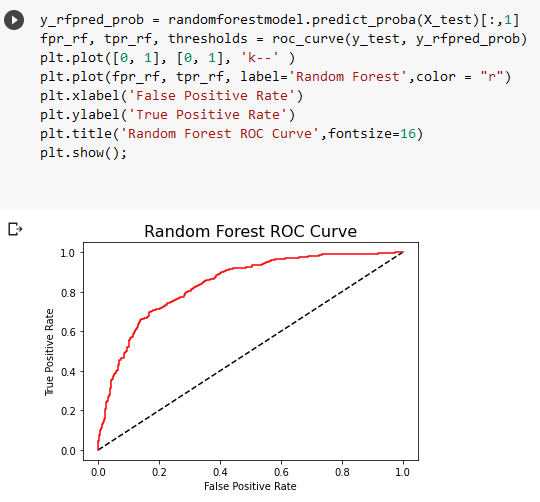 y_rfpred_prob = randomforestmodel.predict_proba(X_test)[:,1]
fpr_rf, tpr_rf, thresholds = roc_curve(y_test, y_rfpred_prob)
plt.plot([0, 1], [0, 1], 'k--' )
plt.plot(fpr_rf, tpr_rf, label='Random Forest',color = "r")
plt.xlabel('False Positive Rate')
plt.ylabel('True Positive Rate')
plt.title('Random Forest ROC Curve',fontsize=16)
plt.show();
Random Forest ROC Curve
1.0
0.8
0.6
0.4
0.2
0.0
True Positive Rate
0.0 0.2 0.4 0.6 0.8 1.0
False Positive Rate